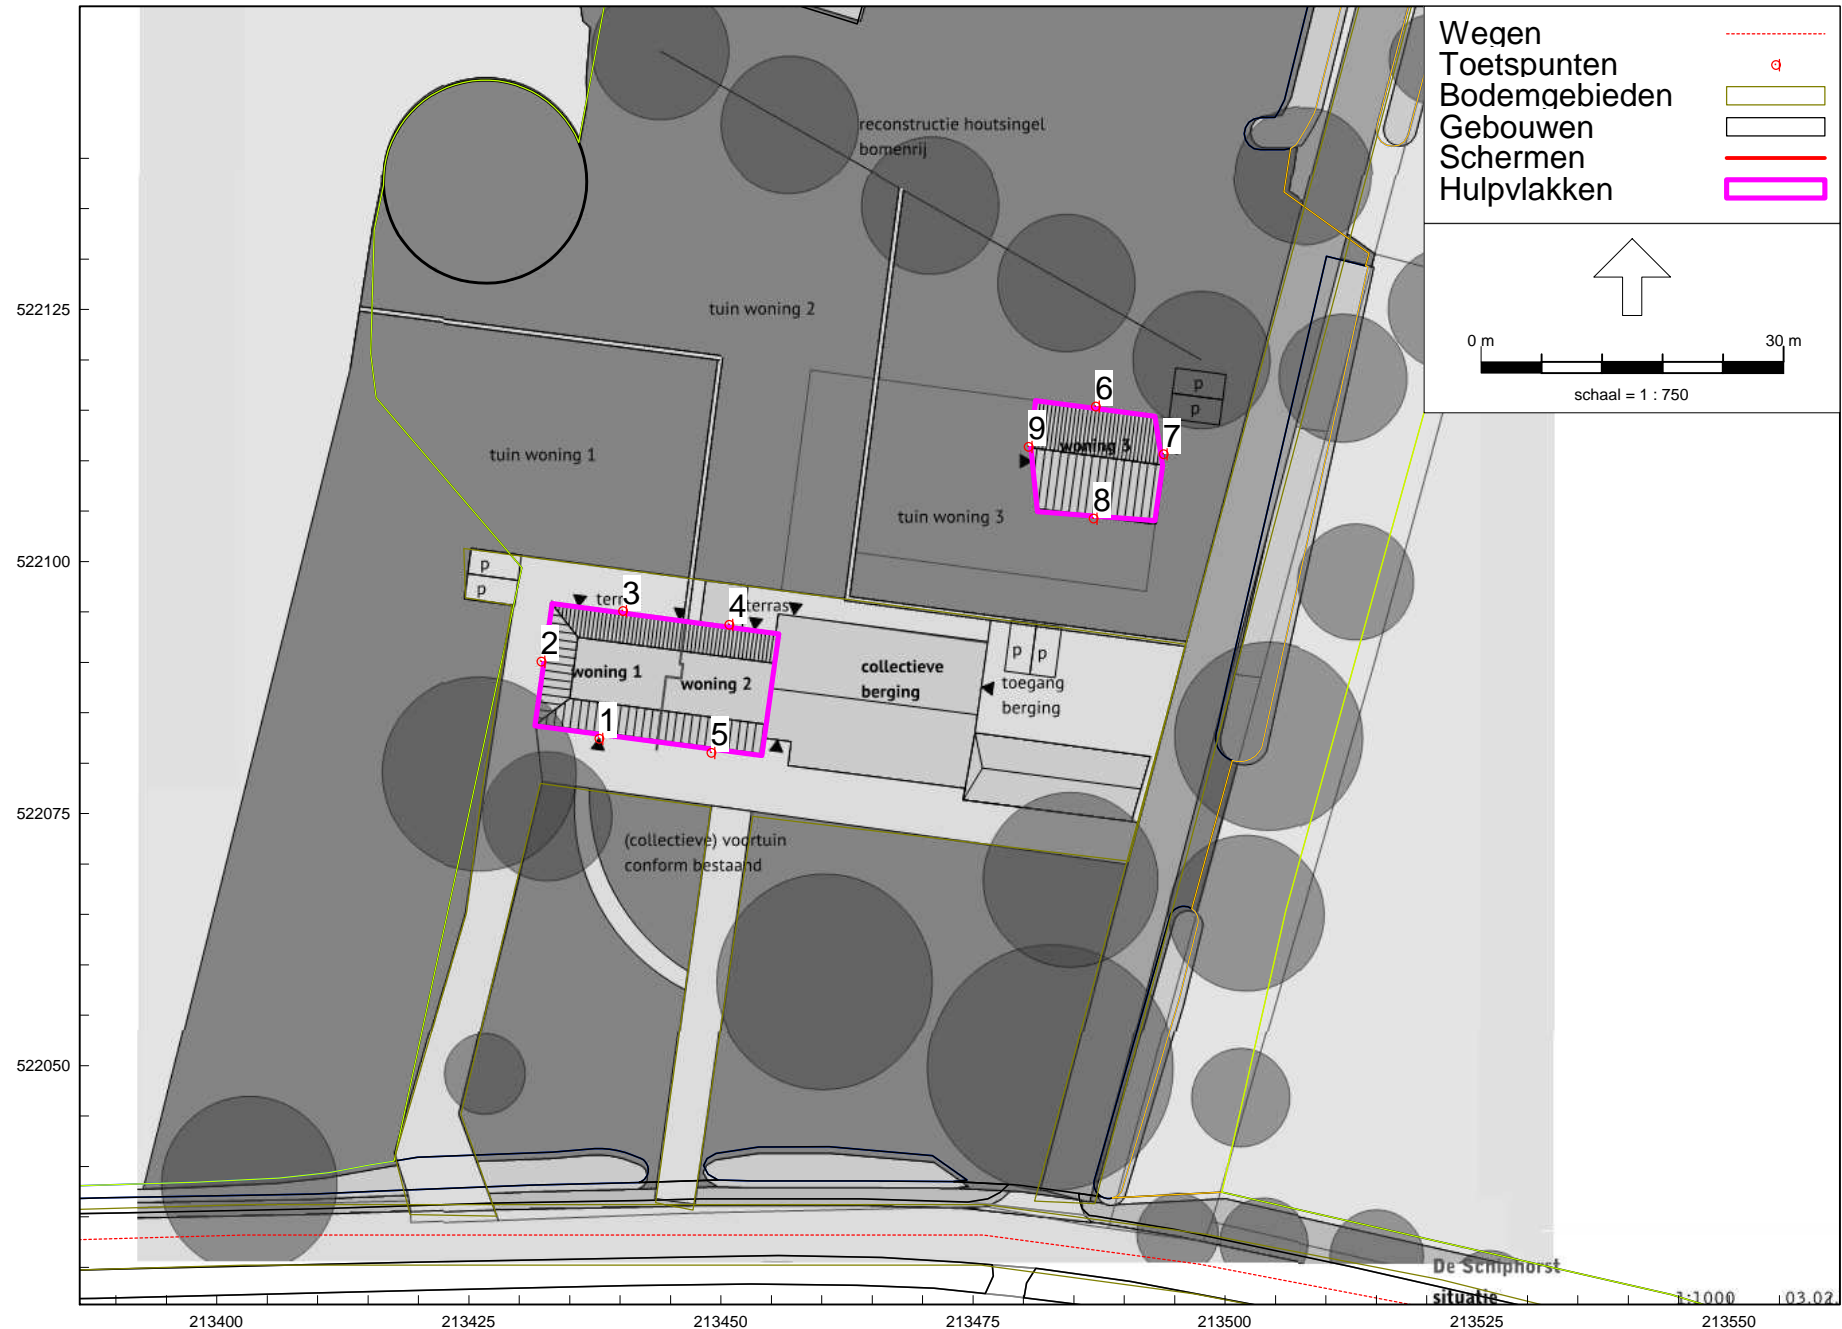 Wegen
Toetspunten
Bodemgebieden
Gebouwen
Schermen
Hulpvlakken
0 m 30 m
schaal = 1 : 750
reconstructie houtsingel
bomenrij
522125
tuin woning 2
p
p
6
9
woning 3
7
tuin woning 1
8
tuin woning 3
522100
p
p
terr
3
4
terras
2
woning 1
woning 2
collectieve
berging
p p
toegang
berging
1
5
522075
(collectieve) voortuin
conform bestaand
522050
De Schiphorst
situatie 1:1000 03.02.
213400 213425 213450 213475 213500 213525 213550